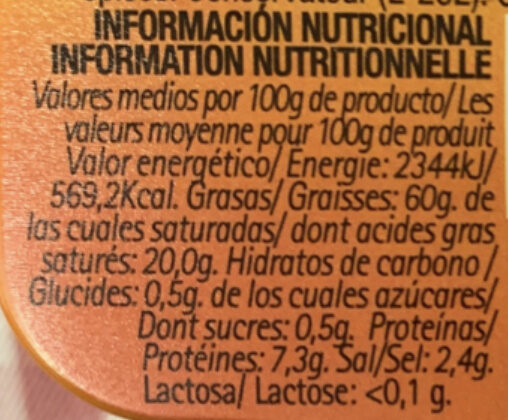 (E-202).
INFORMACIÓN NUTRICIONAL
INFORMATION NUTRITIONNELLE
Valores medios por 100g de producto/ Les
valeurs moyenne pour 100g de produit
Valor energético/ Energie: 2344kJ/
569,2Kcal. Grasas/ Graisses: 60g. de
las cuales saturadas/ dont acides gras
saturés: 20,0g. Hidratos de carbono /
Glucides: 0,5g. de los cuales azúcares/
Dont sucres: 0,5g. Proteínas/
Protéines: 7,3g. Sal/Sel: 2,4g.
Lactosa/ Lactose: <0,1 g.